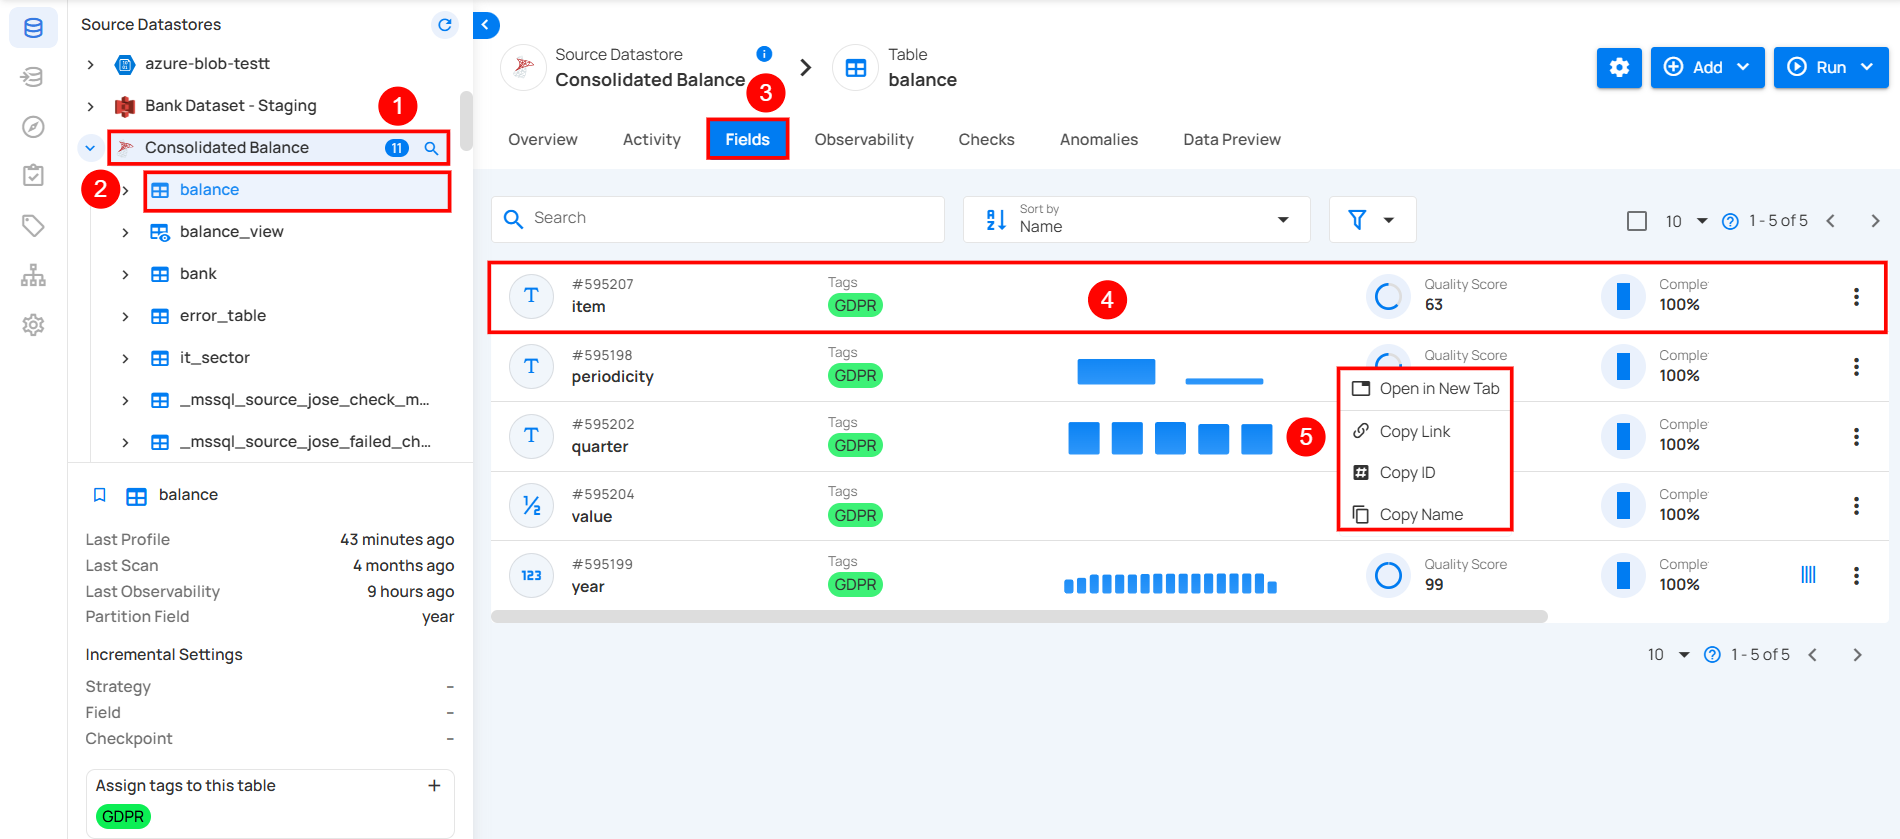 Source Datastores
azure-blob-testt
Bank Dataset - Staging
1
Consolidated Balance
11
2
balance
balance_view
bank
error_table
it_sector
_mssql_source_jose_check_m...
_mssql_source_jose_failed_ch...
balance
Last Profile 43 minutes ago
Last Scan 4 months ago
Last Observability 9 hours ago
Partition Field year
Incremental Settings
Strategy –
Field –
Checkpoint –
Assign tags to this table +
GDPR
Source Datastore
Consolidated Balance
Table
balance
Add
Run
3
Overview Activity Fields Observability Checks Anomalies Data Preview
Search
Sort by
Name
10 1 - 5 of 5
#595207
item
Tags
GDPR
4
Quality Score
63
Comple
100%
#595198
periodicity
Tags
GDPR
Quality Score
Comple
100%
#595202
quarter
Tags
GDPR
5
Comple
100%
Open in New Tab
Copy Link
Copy ID
Copy Name
1/2
#595204
value
Tags
GDPR
Comple
100%
123
#595199
year
Tags
GDPR
Quality Score
99
Comple
100%
10 1 - 5 of 5